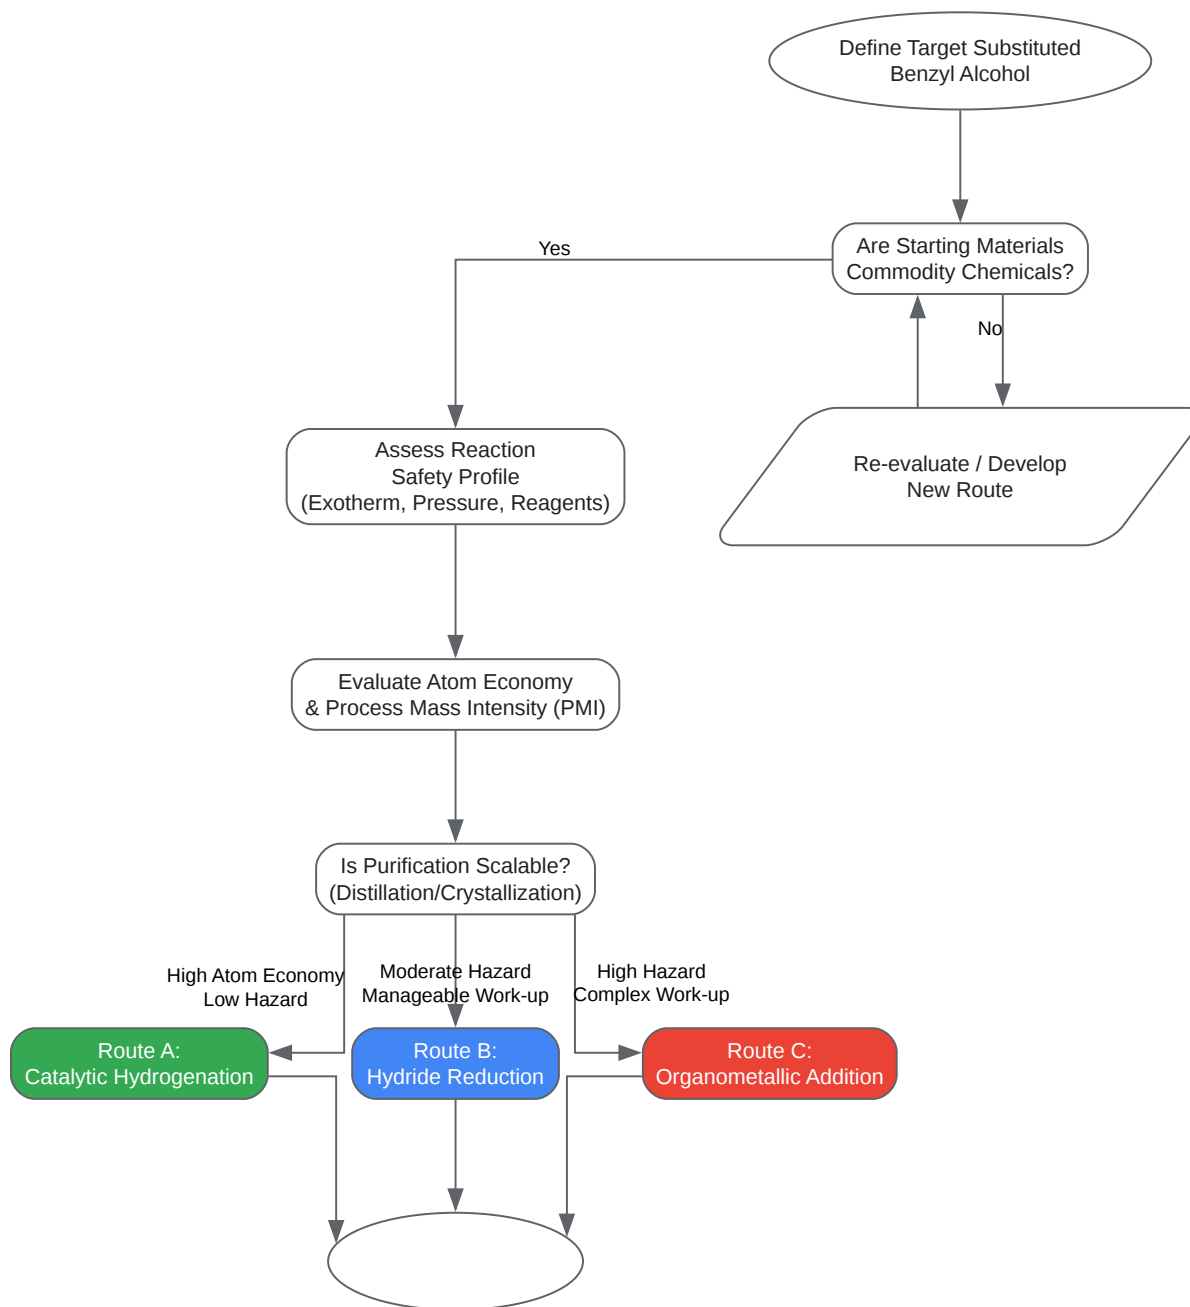 Define Target Substituted
Benzyl Alcohol
Are Starting Materials
Commodity Chemicals?
Yes
No
Assess Reaction
Safety Profile
(Exotherm, Pressure, Reagents)
Re-evaluate / Develop
New Route
Evaluate Atom Economy
& Process Mass Intensity (PMI)
Is Purification Scalable?
(Distillation/Crystallization)
High Atom Economy
Low Hazard
Moderate Hazard
Manageable Work-up
High Hazard
Complex Work-up
Route A:
Catalytic Hydrogenation
Route B:
Hydride Reduction
Route C:
Organometallic Addition